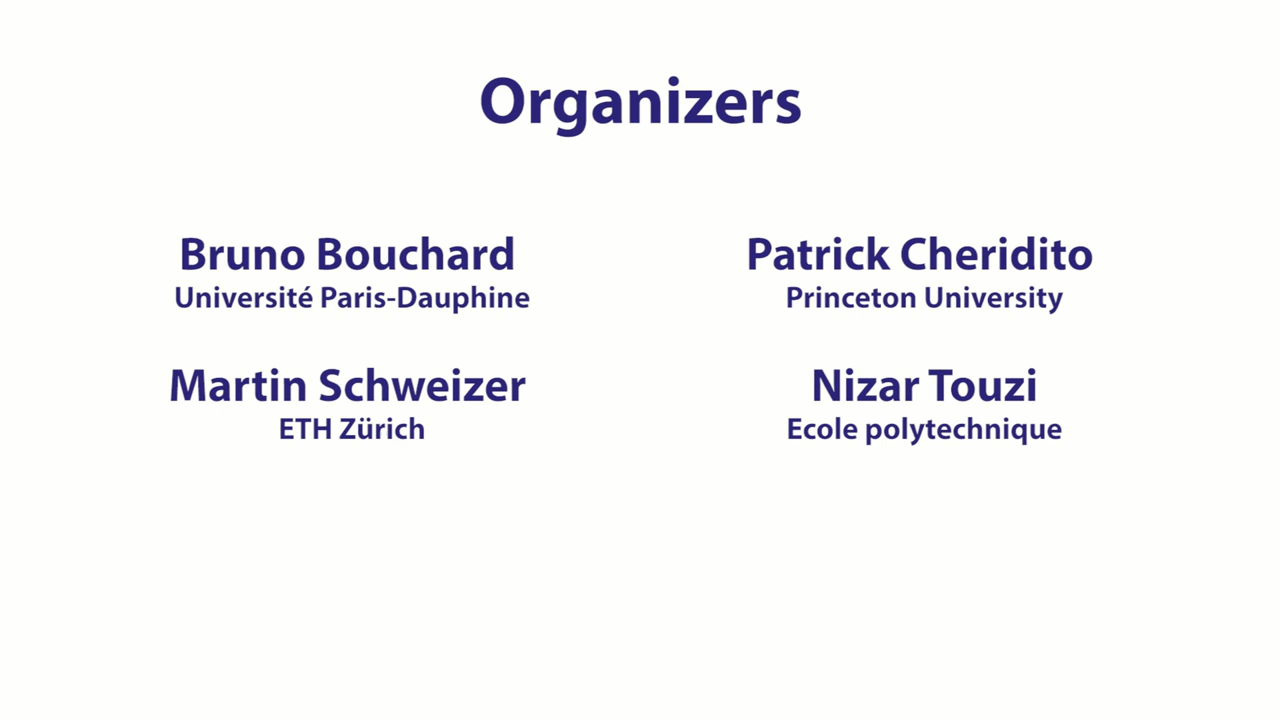 Organizers
Bruno Bouchard
Université Paris-Dauphine
Patrick Cheridito
Princeton University
Martin Schweizer
ETH Zürich
Nizar Touzi
Ecole polytechnique